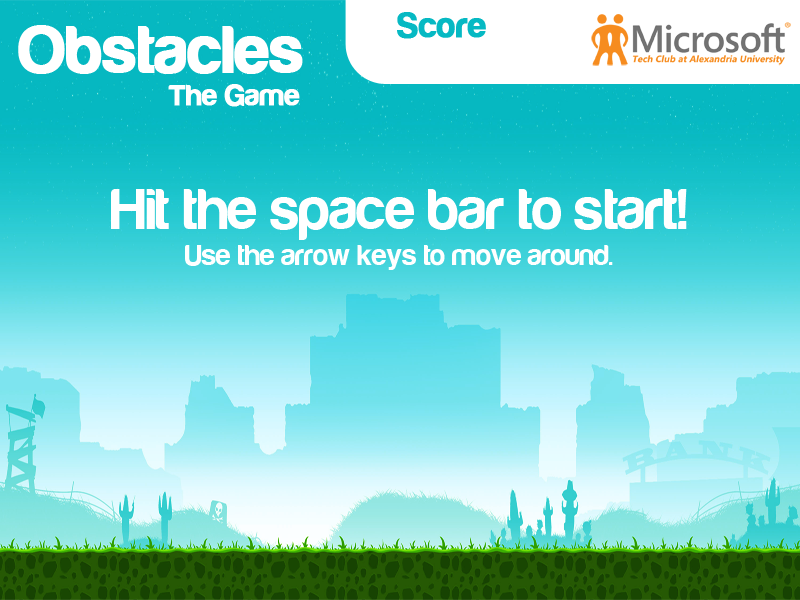 Obstacles
The Game
Score
Microsoft®
Tech Club at Alexandria University
Hit the space bar to start!
Use the arrow keys to move around.
RANK